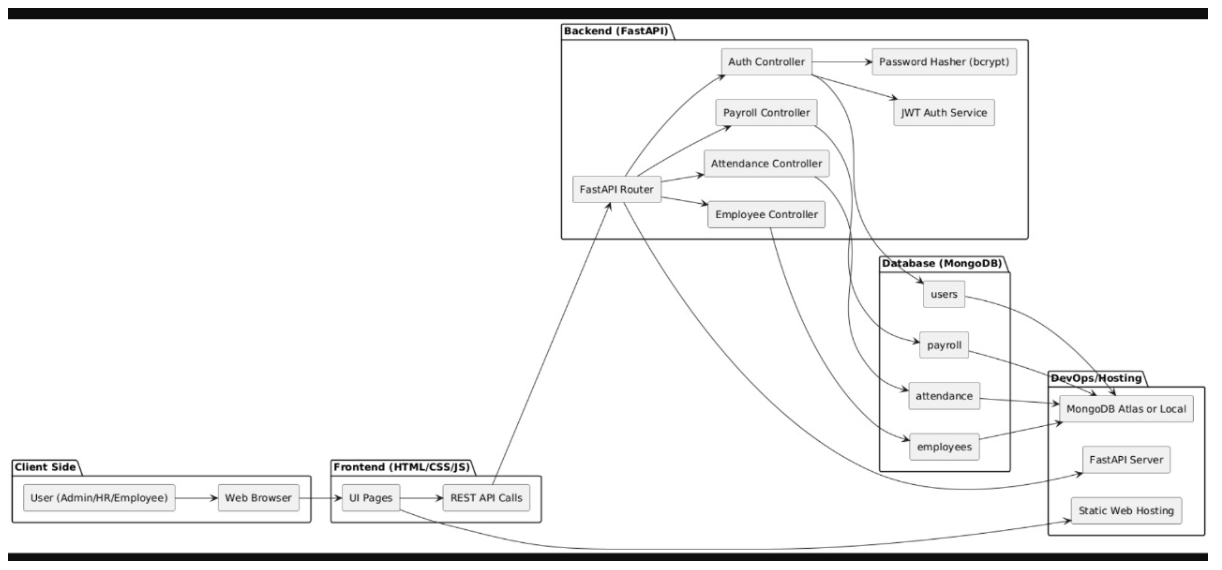 Backend (FastAPI)
Auth Controller
Password Hasher (bcrypt)
JWT Auth Service
Payroll Controller
Attendance Controller
FastAPI Router
Employee Controller
Database (MongoDB)
users
payroll
attendance
employees
DevOps/Hosting
MongoDB Atlas or Local
FastAPI Server
Static Web Hosting
Client Side
User (Admin/HR/Employee)
Web Browser
Frontend (HTML/CSS/JS)
UI Pages
REST API Calls